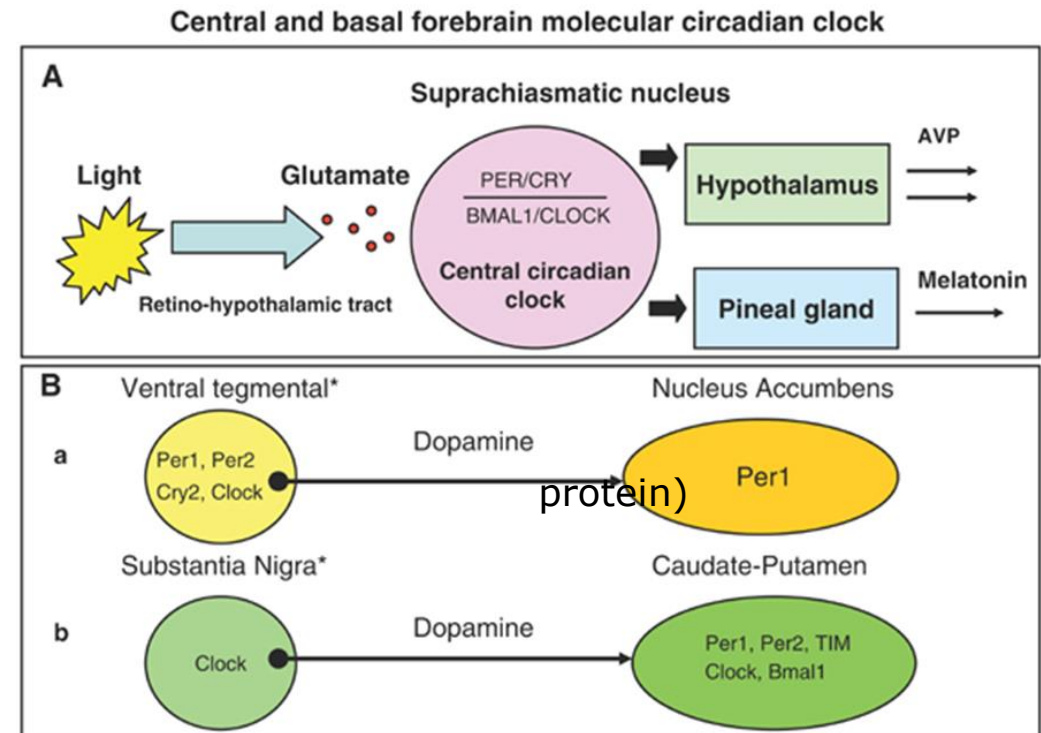 Central and basal forebrain molecular circadian clock
A
Suprachiasmatic nucleus
Light
Glutamate
Retino-hypothalamic tract
PER/CRY
BMAL1/CLOCK
Central circadian
clock
Hypothalamus
AVP
Pineal gland
Melatonin
B
Ventral tegmental*
Nucleus Accumbens
a
Per1, Per2
Cry2, Clock
Dopamine
protein)
Per1
Substantia Nigra*
Caudate-Putamen
b
Clock
Dopamine
Per1, Per2, TIM
Clock, Bmal1